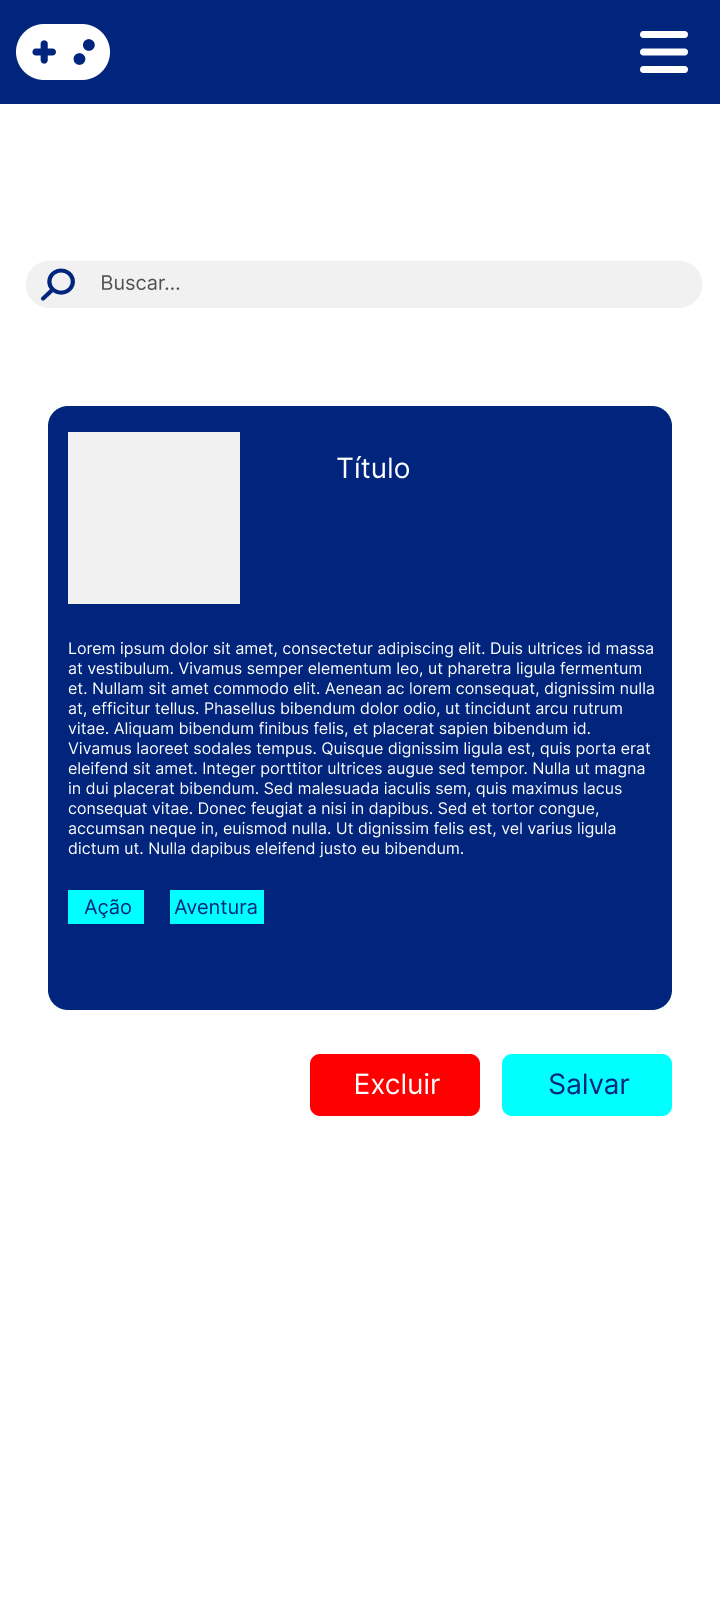 Buscar...
Título
Lorem ipsum dolor sit amet, consectetur adipiscing elit. Duis ultrices id massa
at vestibulum. Vivamus semper elementum leo, ut pharetra ligula fermentum
et. Nullam sit amet commodo elit. Aenean ac lorem consequat, dignissim nulla
at, efficitur tellus. Phasellus bibendum dolor odio, ut tincidunt arcu rutrum
vitae. Aliquam bibendum finibus felis, et placerat sapien bibendum id.
Vivamus laoreet sodales tempus. Quisque dignissim ligula est, quis porta erat
eleifend sit amet. Integer porttitor ultrices augue sed tempor. Nulla ut magna
in dui placerat bibendum. Sed malesuada iaculis sem, quis maximus lacus
consequat vitae. Donec feugiat a nisi in dapibus. Sed et tortor congue,
accumsan neque in, euismod nulla. Ut dignissim felis est, vel varius ligula
dictum ut. Nulla dapibus eleifend justo eu bibendum.
Ação Aventura
Excluir Salvar